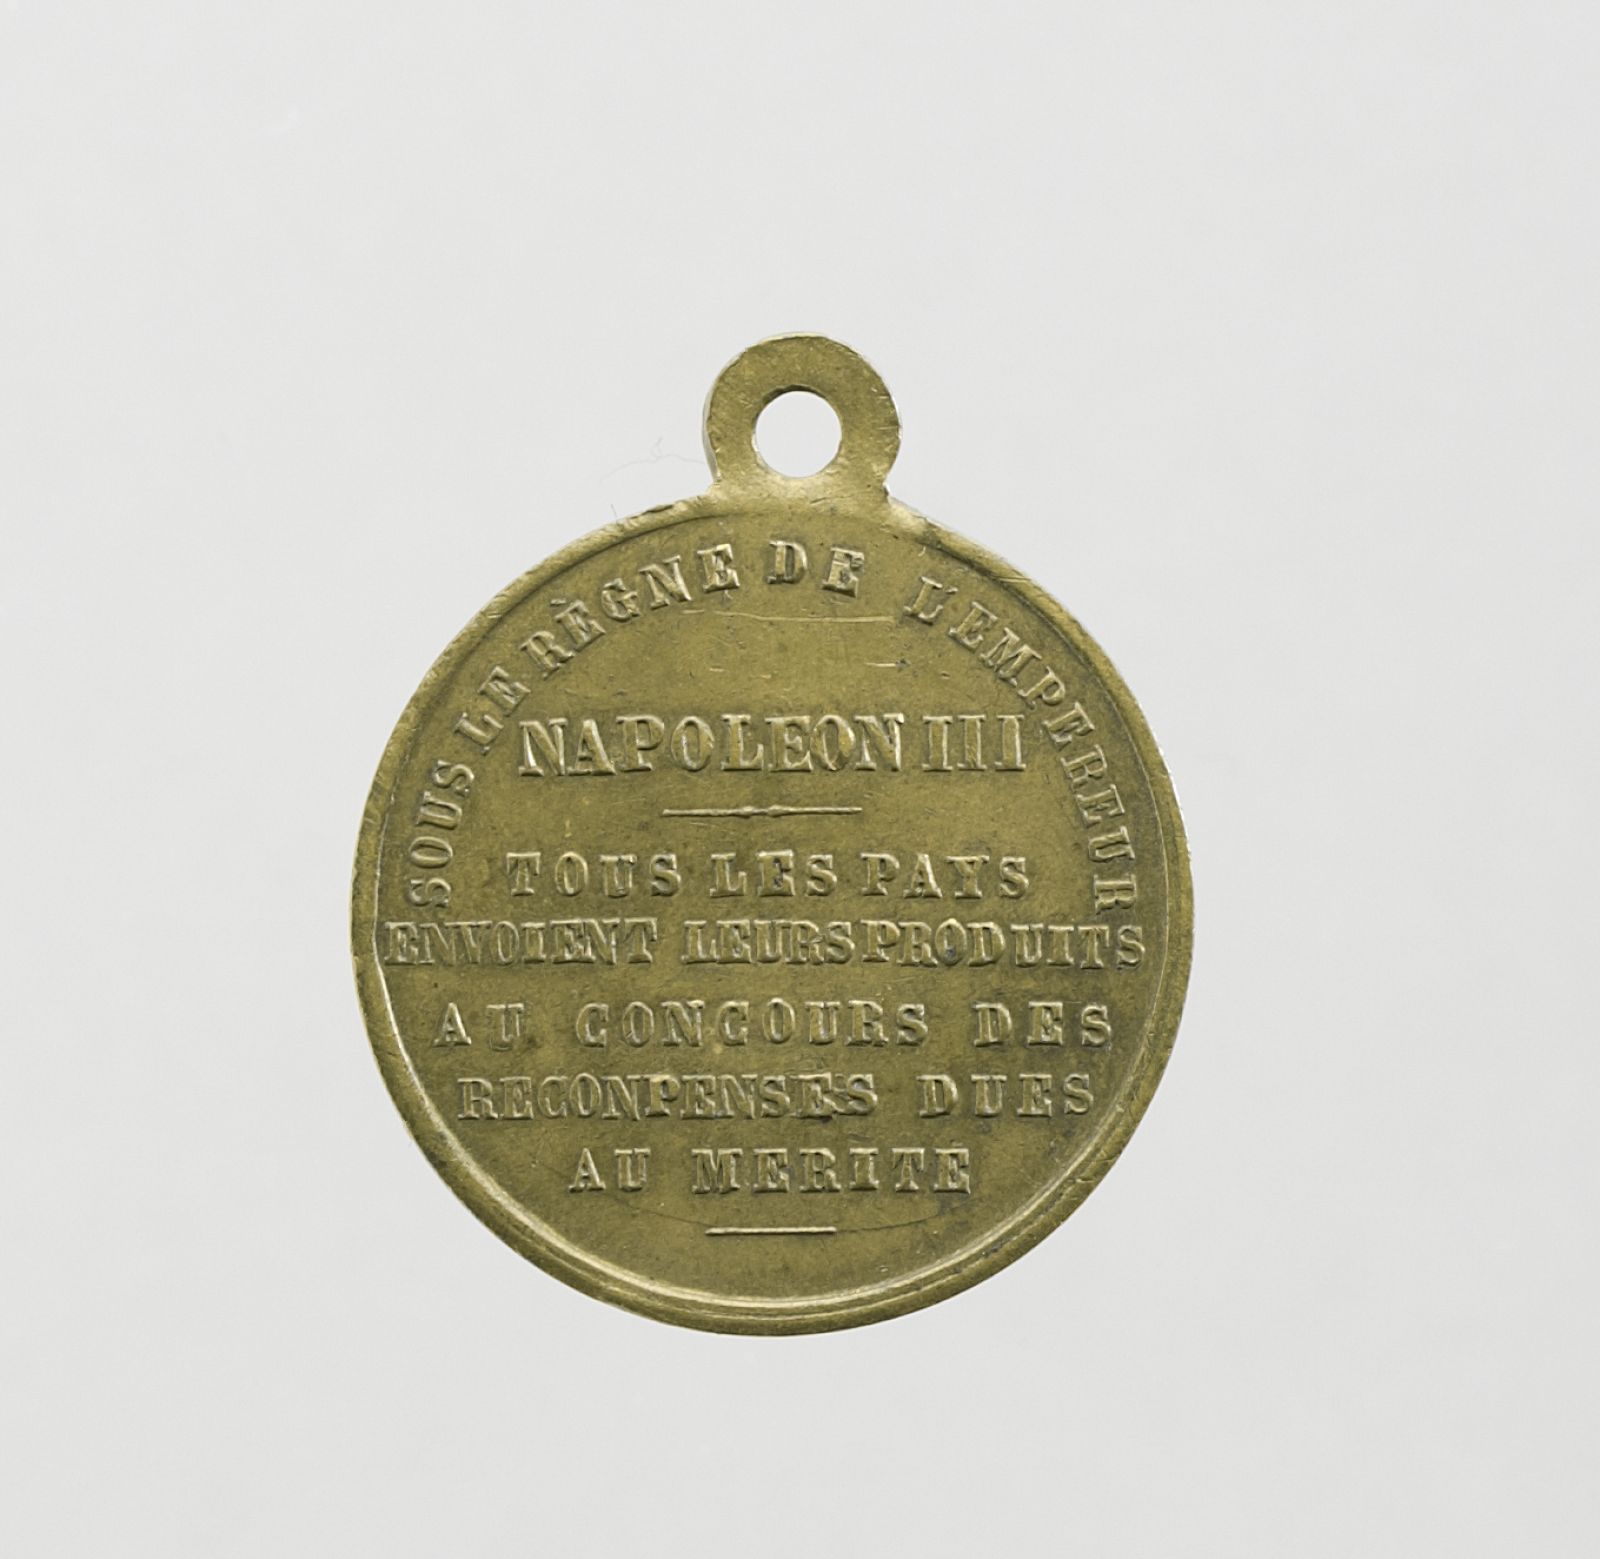 SOUS LE RÈGNE DE L'EMPEREUR
NAPOLEON III
TOUS LES PAYS
ENVOIENT LEURS PRODUITS
AU CONCOURS DES
RECONPENSES DUES
AU MERITE